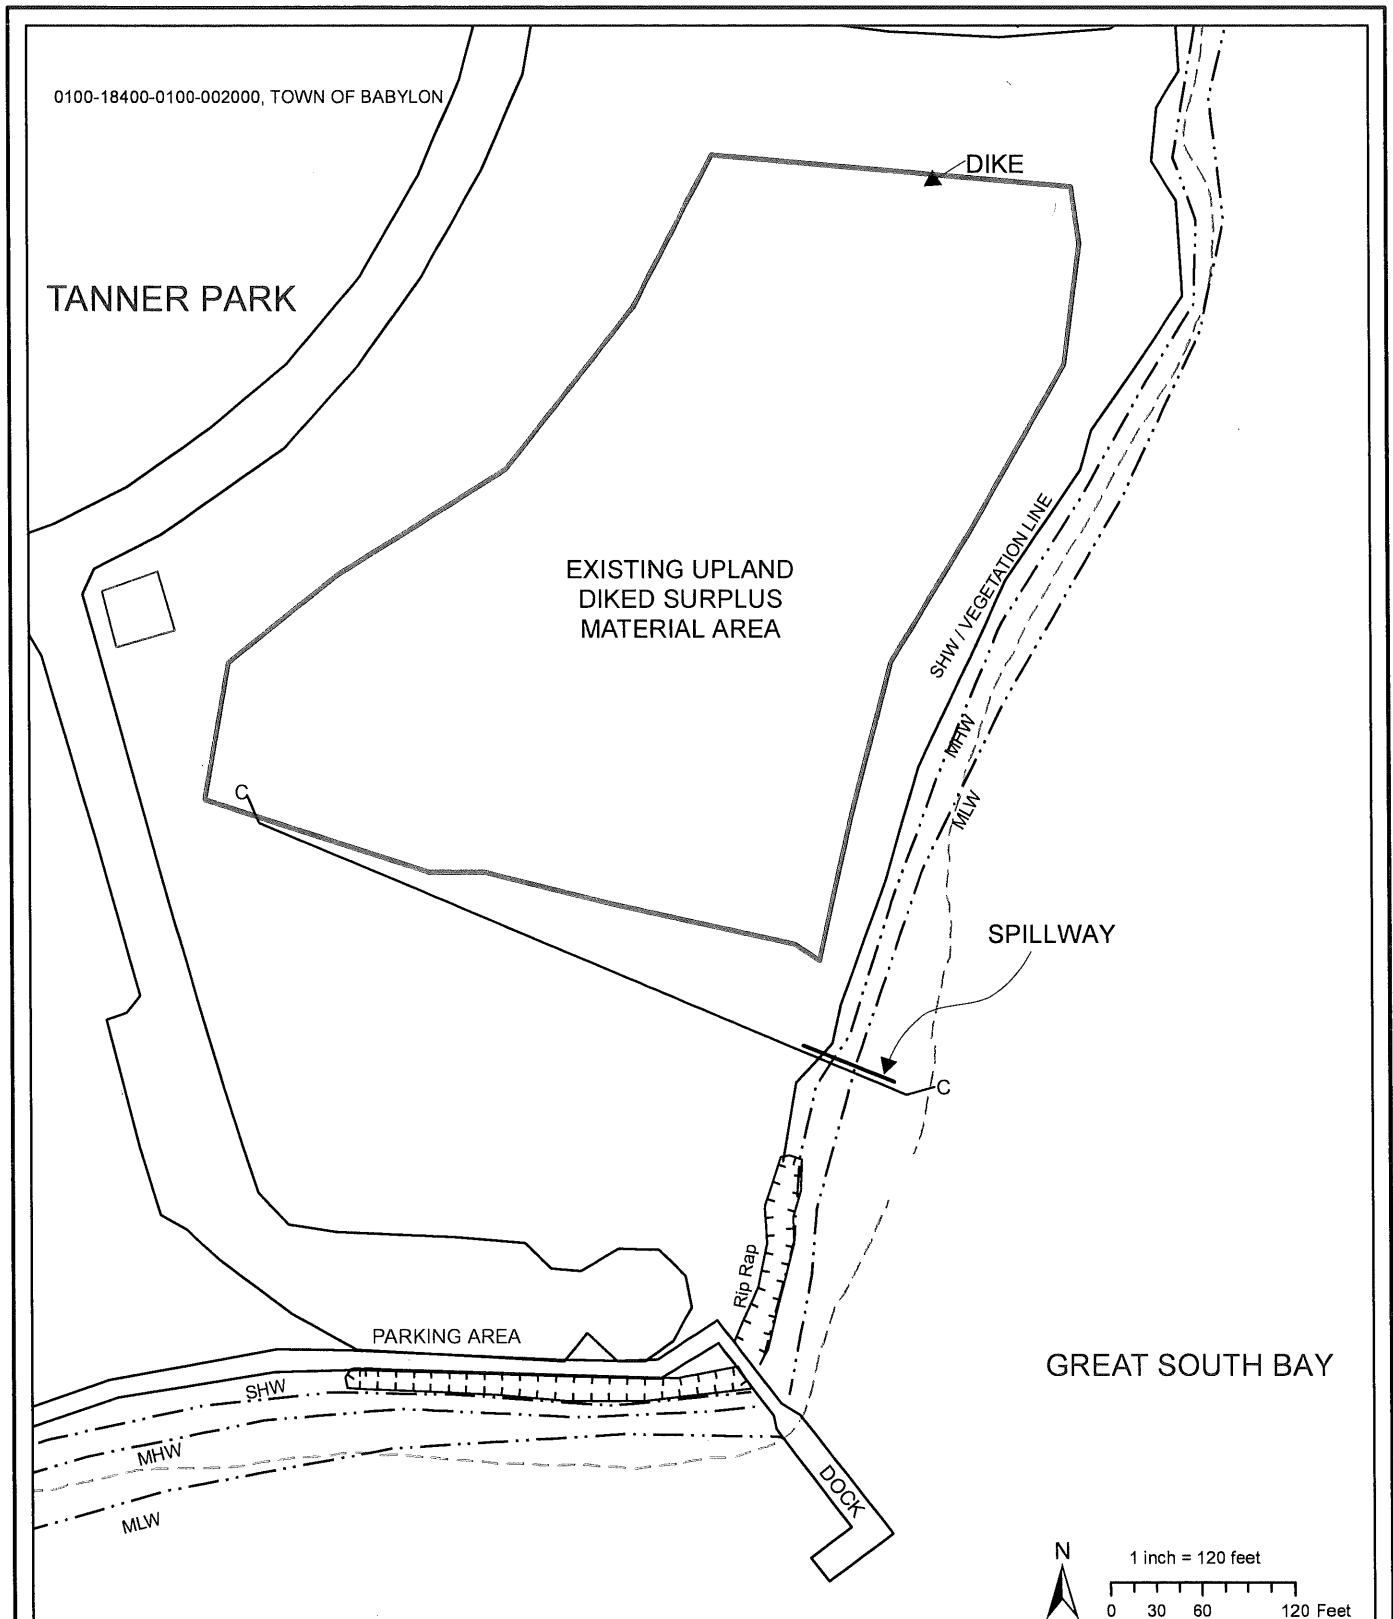 0100-18400-0100-002000, TOWN OF BABYLON
DIKE
TANNER PARK
EXISTING UPLAND
DIKED SURPLUS
MATERIAL AREA
SHW / VEGETATION LINE
MHW
MLW
C
SPILLWAY
C
Rip Rap
PARKING AREA
GREAT SOUTH BAY
SHW
MHW
DOCK
MLW
N
1 inch = 120 feet
0 30 60 120 Feet